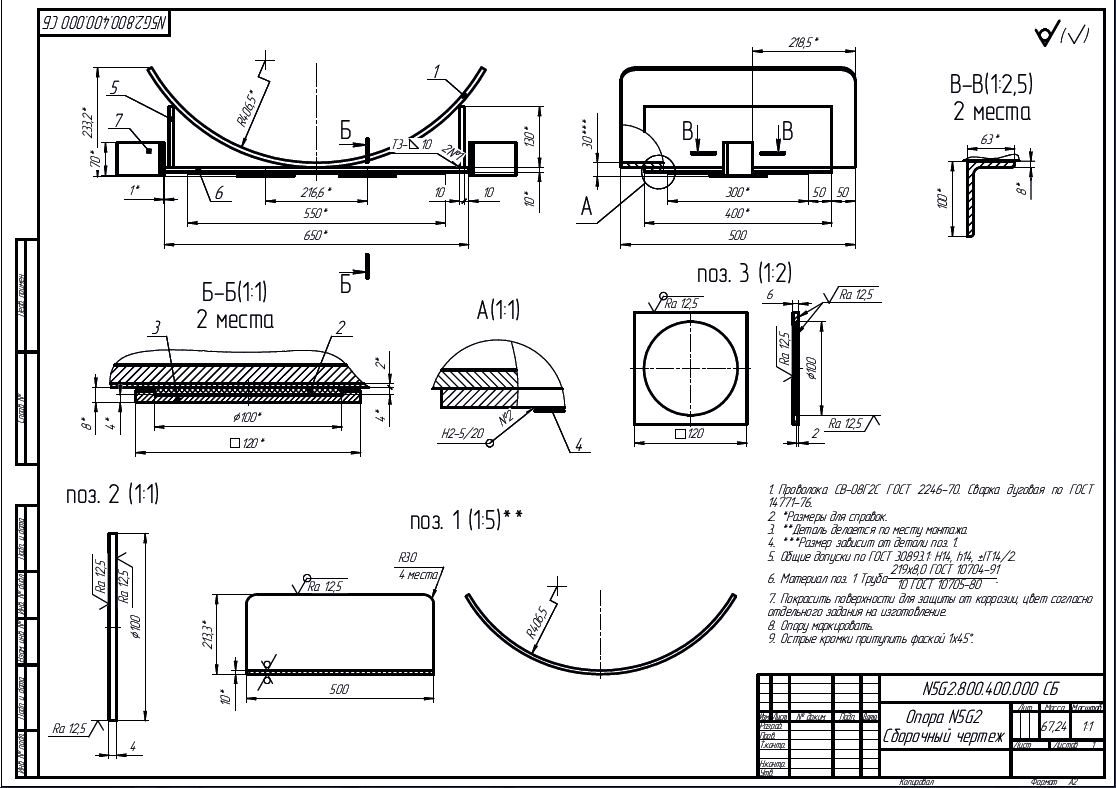 N5G2.800.400.000 СБ
218,5*
1
5
7
R406,5*
Б
Т3-◺10
2
№1
233,2*
70*
130*
10*
1*
6
216,6*
10
10
550*
650*
Б
30***
В
В
А
300*
50
50
400*
500
В-В(1:2,5)
2 места
63*
100*
8*
Б-Б(1:1)
2 места
3
2
2*
8*
4*
4*
⌀100*
□120*
А(1:1)
Н2-5/20
№2
4
поз. 3 (1:2)
Ra 12,5
□120
6
Ra 12,5
Ra 12,5
⌀100
Ra 12,5
2
поз. 2 (1:1)
Ra 12,5
Ra 12,5
⌀100
Ra 12,5
4
поз. 1 (1:5)**
R30
4 места
Ra 12,5
213,3*
10*
500
R406,5
1. Проволока СВ-08Г2С ГОСТ 2246-70. Сварка дуговая по ГОСТ
14771-76.
2. *Размеры для справок.
3. **Деталь делается по месту монтажа.
4. ***Размер зависит от детали поз. 1.
5. Общие допуски по ГОСТ 30893.1: H14, h14, ±IT14/2.
6. Материал поз. 1 Труба 219х8,0 ГОСТ 10704-91
10 ГОСТ 10705-80.
7. Покрасить поверхности для защиты от коррозии, цвет согласно
отдельного задания на изготовление.
8. Опору маркировать.
9. Острые кромки притупить фаской 1х45°.
N5G2.800.400.000 СБ
Опора N5G2
Сборочный чертеж
Лит. Масса Масштаб
67,24 1:1
Лист Листов 1
Изм. Лист № докум. Подп. Дата
Разраб.
Пров.
Т.контр.
Н.контр.
Утв.
Копировал Формат А2
Перв. примен.
Справ. №
Подп. и дата
Инв. № дубл.
Взам. инв. №
Подп. и дата
Инв. № подл.